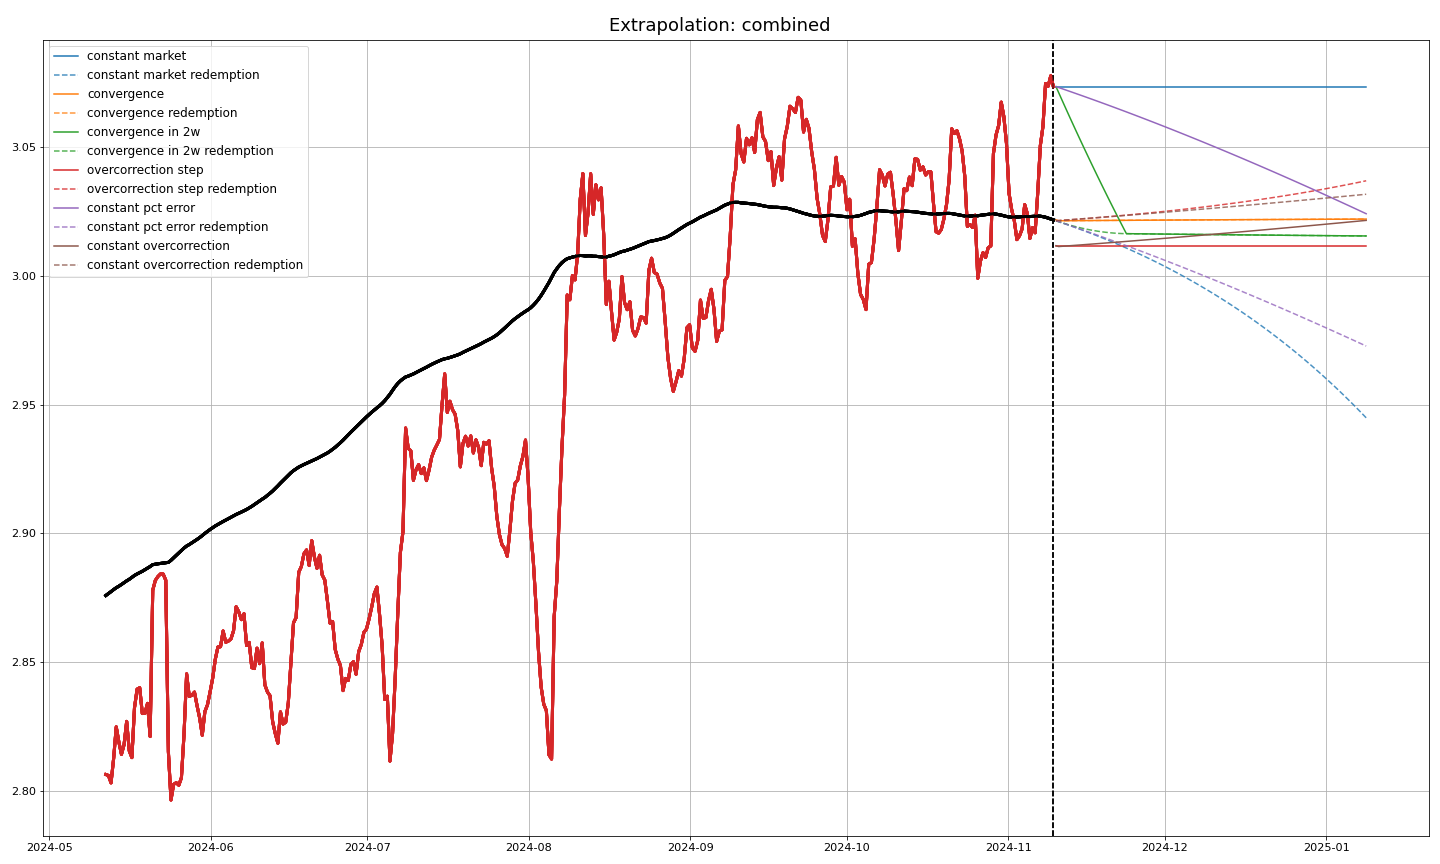 Extrapolation: combined
constant market
constant market redemption
convergence
convergence redemption
convergence in 2w
convergence in 2w redemption
overcorrection step
overcorrection step redemption
constant pct error
constant pct error redemption
constant overcorrection
constant overcorrection redemption
3.05
3.00
2.95
2.90
2.85
2.80
2024-05 2024-06 2024-07 2024-08 2024-09 2024-10 2024-11 2024-12 2025-01